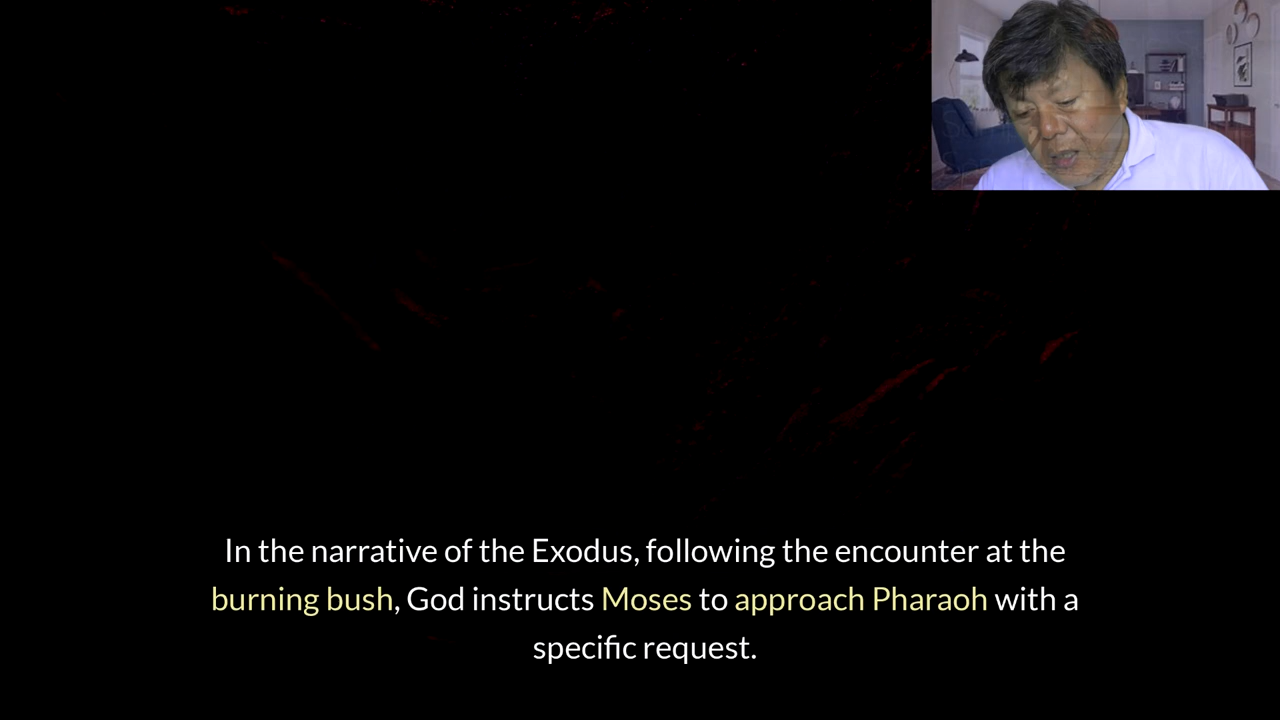 In the narrative of the Exodus, following the encounter at the
burning bush, God instructs Moses to approach Pharaoh with a
specific request.